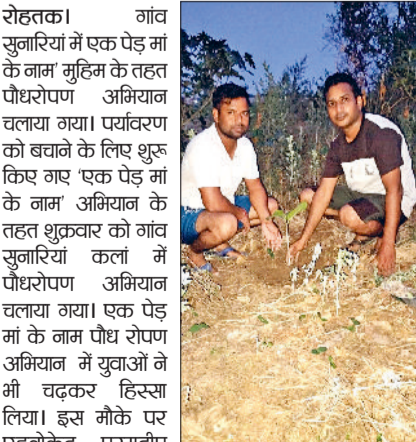 रोहतक। गांव
सुनारियां में एक पेड़ मां
के नाम' मुहिम के तहत
पौधरोपण अभियान
चलाया गया। पर्यावरण
को बचाने के लिए शुरू
किए गए 'एक पेड़ मां
के नाम' अभियान के
तहत शुक्रवार को गांव
सुनारियां कलां में
पौधरोपण अभियान
चलाया गया। एक पेड़
मां के नाम पौध रोपण
अभियान में युवाओं ने
भी चढ़कर हिस्सा
लिया। इस मौके पर